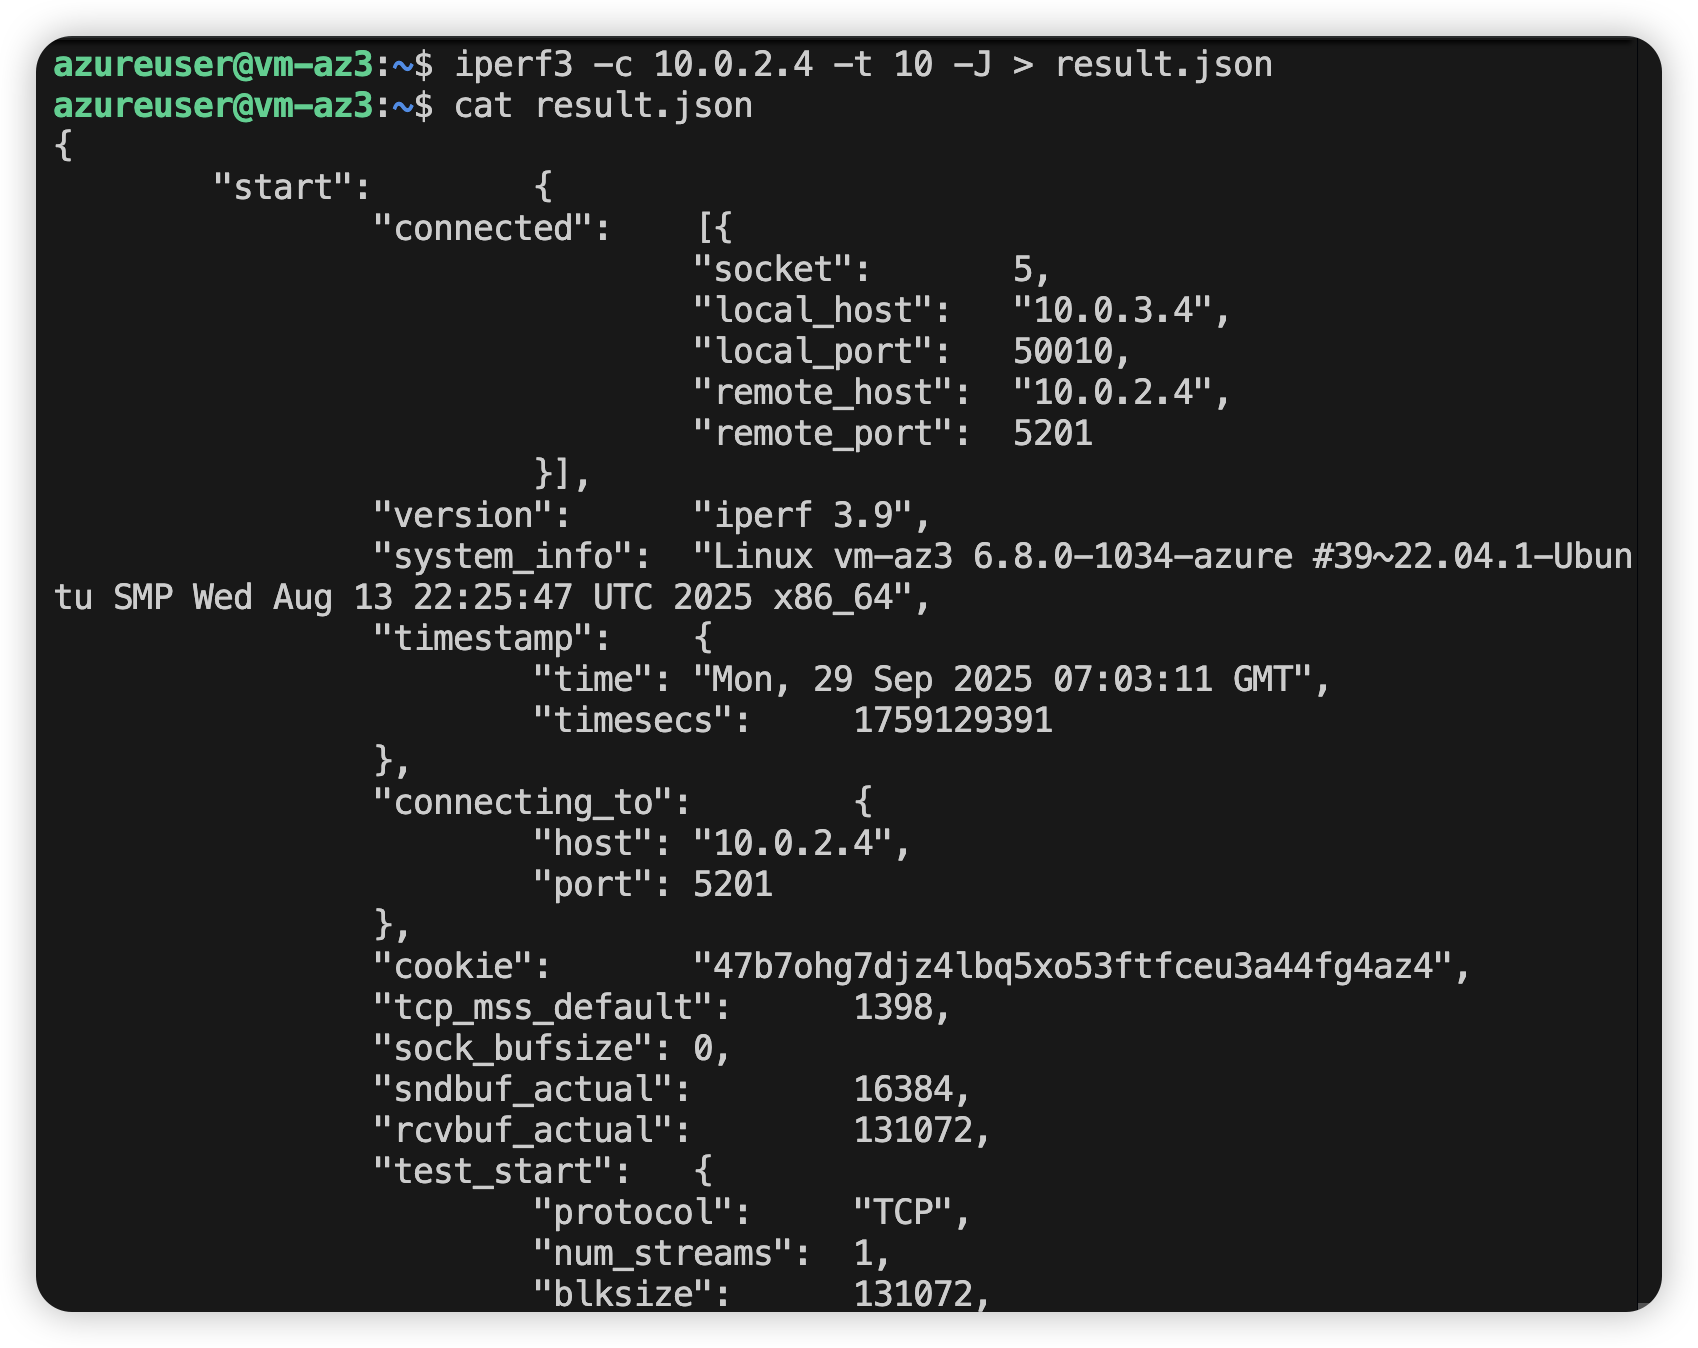 azureuser@vm-az3:~$ iperf3 -c 10.0.2.4 -t 10 -J > result.json
azureuser@vm-az3:~$ cat result.json
{
        "start":        {
                "connected":    [{
                                "socket":       5,
                                "local_host":   "10.0.3.4",
                                "local_port":   50010,
                                "remote_host":  "10.0.2.4",
                                "remote_port":  5201
                        }],
                "version":      "iperf 3.9",
                "system_info":  "Linux vm-az3 6.8.0-1034-azure #39~22.04.1-Ubun
tu SMP Wed Aug 13 22:25:47 UTC 2025 x86_64",
                "timestamp":    {
                        "time": "Mon, 29 Sep 2025 07:03:11 GMT",
                        "timesecs":     1759129391
                },
                "connecting_to":        {
                        "host": "10.0.2.4",
                        "port": 5201
                },
                "cookie":       "47b7ohg7djz4lbq5xo53ftfceu3a44fg4az4",
                "tcp_mss_default":      1398,
                "sock_bufsize": 0,
                "sndbuf_actual":        16384,
                "rcvbuf_actual":        131072,
                "test_start":   {
                        "protocol":     "TCP",
                        "num_streams":  1,
                        "blksize":      131072,